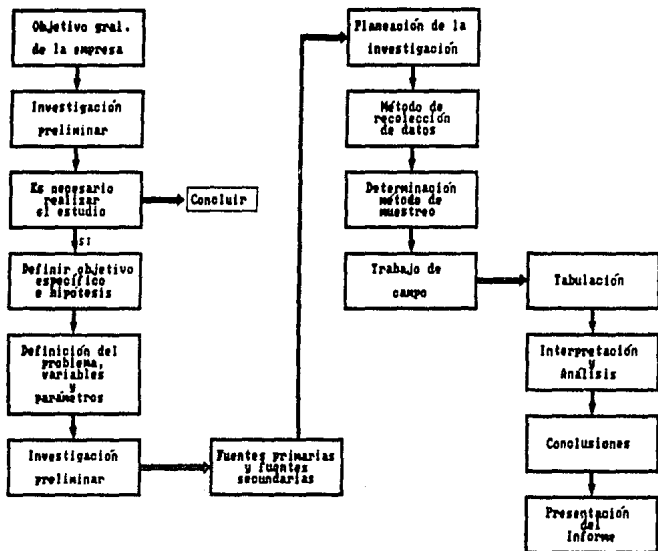 Objetivo gral.
de la empresa
Investigación
preliminar
Es necesario
realizar
el estudio
Concluir
SI
Definir objetivo
específico
e hipótesis
Definición del
problema,
variables
y
parámetros
Investigación
preliminar
Fuentes primarias
y fuentes
secundarias
Planeación de la
investigación
Método de
recolección
de datos
Determinación
método de
muestreo
Trabajo de
campo
Tabulación
Interpretación
y
Análisis
Conclusiones
Presentación
del
Informe